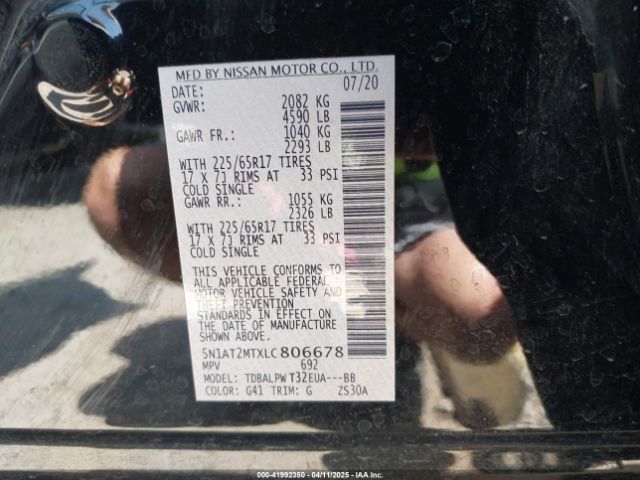 MFD BY NISSAN MOTOR CO., LTD.
DATE: 07/20
GVWR: 2082 KG
4590 LB
GAWR FR.: 1040 KG
2293 LB
WITH 225/65R17 TIRES
17 X 7J RIMS AT 33 PSI
COLD SINGLE
GAWR RR.: 1055 KG
2326 LB
WITH 225/65R17 TIRES
17 X 7J RIMS AT 33 PSI
COLD SINGLE
THIS VEHICLE CONFORMS TO
ALL APPLICABLE FEDERAL
MOTOR VEHICLE SAFETY AND
THEFT PREVENTION
STANDARDS IN EFFECT ON
THE DATE OF MANUFACTURE
SHOWN ABOVE.
5N1AT2MTXLC806678
MPV 692
MODEL: TDBALPW T32EUA---BB
COLOR: G41 TRIM: G ZS30A
000-41992350 - 04/11/2025 - IAA Inc.